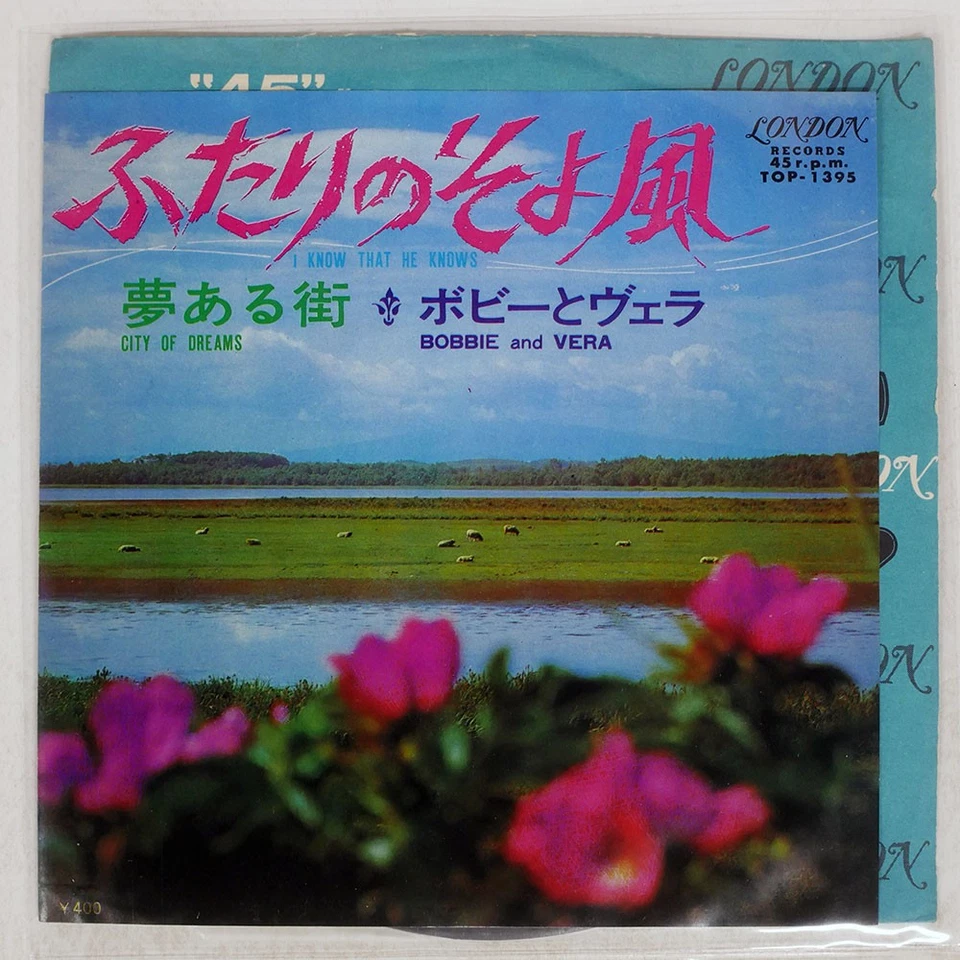 "45"
LONDON
ふたりのそよ風
LONDON
RECORDS
45 r.p.m.
TOP-1395
I KNOW THAT HE KNOWS
夢ある街
CITY OF DREAMS
ボビーとヴェラ
BOBBIE and VERA
¥400